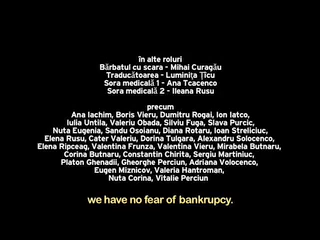 în alte roluri
Bărbatul cu scara - Mihai Curagău
Traducătoarea - Luminița Țîcu
Sora medicală 1 - Ana Tcacenco
Sora medicală 2 - Ileana Rusu
precum
Ana Iachim, Boris Vieru, Dumitru Rogai, Ion Iatco,
Iulia Untila, Valeriu Obada, Silviu Fuga, Slava Purcic,
Nuta Eugenia, Sandu Osoianu, Diana Rotaru, Ioan Streliciuc,
Elena Rusu, Cater Valeriu, Dorina Tulgara, Alexandru Solocenco,
Elena Ripceag, Valentina Frunza, Valentina Vieru, Mirabela Butnaru,
Corina Butnaru, Constantin Chirita, Sergiu Martiniuc,
Platon Ghenadii, Gheorghe Perciun, Adriana Volocenco,
Eugen Miznicov, Valeria Hantroman,
Nuta Corina, Vitalie Perciun
we have no fear of bankrupcy.